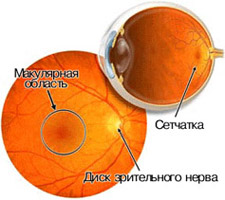 Макулярная
область
Сетчатка
Диск зрительного нерва